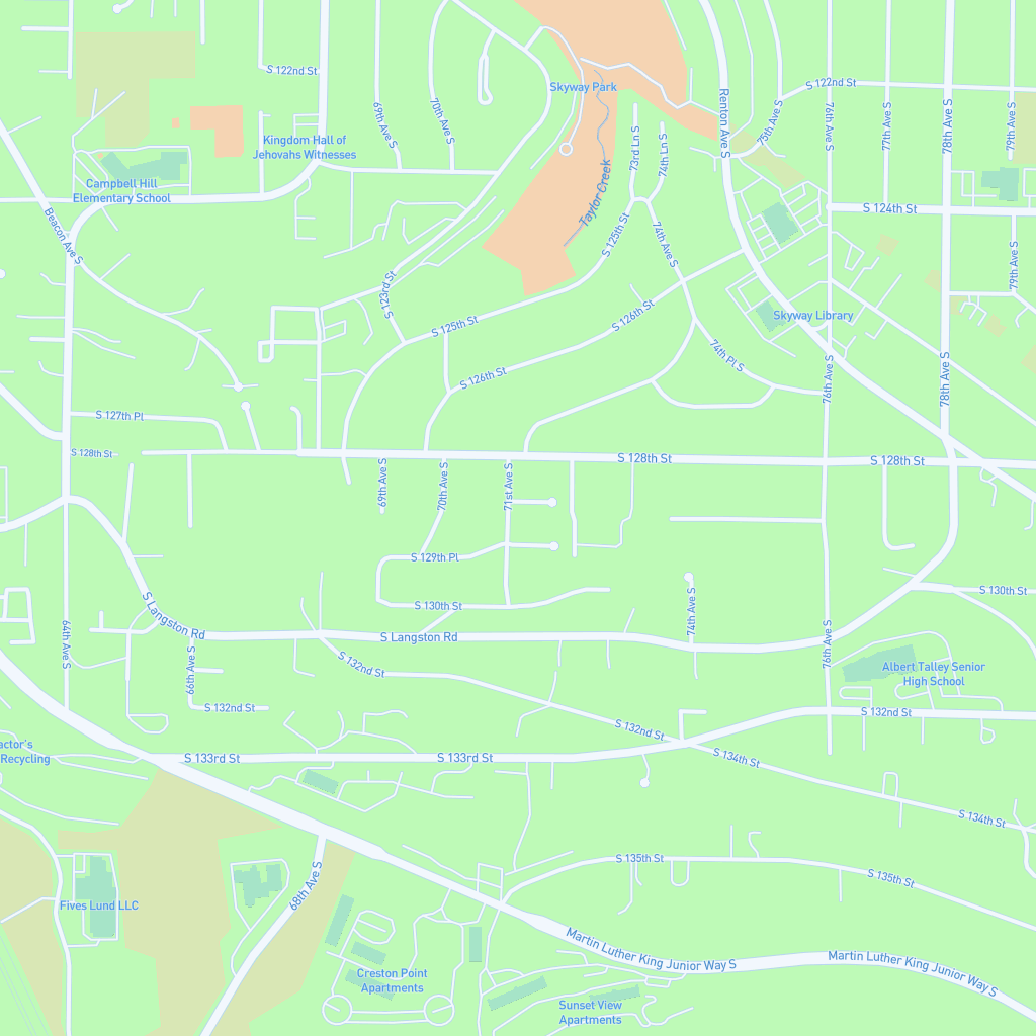 S 122nd St
S 122nd St
Skyway Park
Renton Ave S
75th Ave S
76th Ave S
77th Ave S
78th Ave S
79th Ave S
69th Ave S
70th Ave S
73rd Ln S
74th Ln S
Kingdom Hall of
Jehovahs Witnesses
Campbell Hill
Elementary School
Taylor Creek
S 124th St
Beacon Ave S
S 125th St
74th Ave S
79th Ave S
S 123rd St
S 125th St
S 126th St
Skyway Library
74th Pl S
76th Ave S
78th Ave S
S 126th St
S 127th Pl
S 128th St
S 128th St
S 128th St
69th Ave S
70th Ave S
71st Ave S
S 129th Pl
S 130th St
S 130th St
S Langston Rd
S Langston Rd
64th Ave S
66th Ave S
74th Ave S
76th Ave S
S 132nd St
Albert Talley Senior
High School
S 132nd St
S 132nd St
S 132nd St
actor's
Recycling
S 133rd St
S 133rd St
S 134th St
S 134th St
S 135th St
S 135th St
68th Ave S
Fives Lund LLC
Martin Luther King Junior Way S
Martin Luther King Junior Way S
Creston Point
Apartments
Sunset View
Apartments